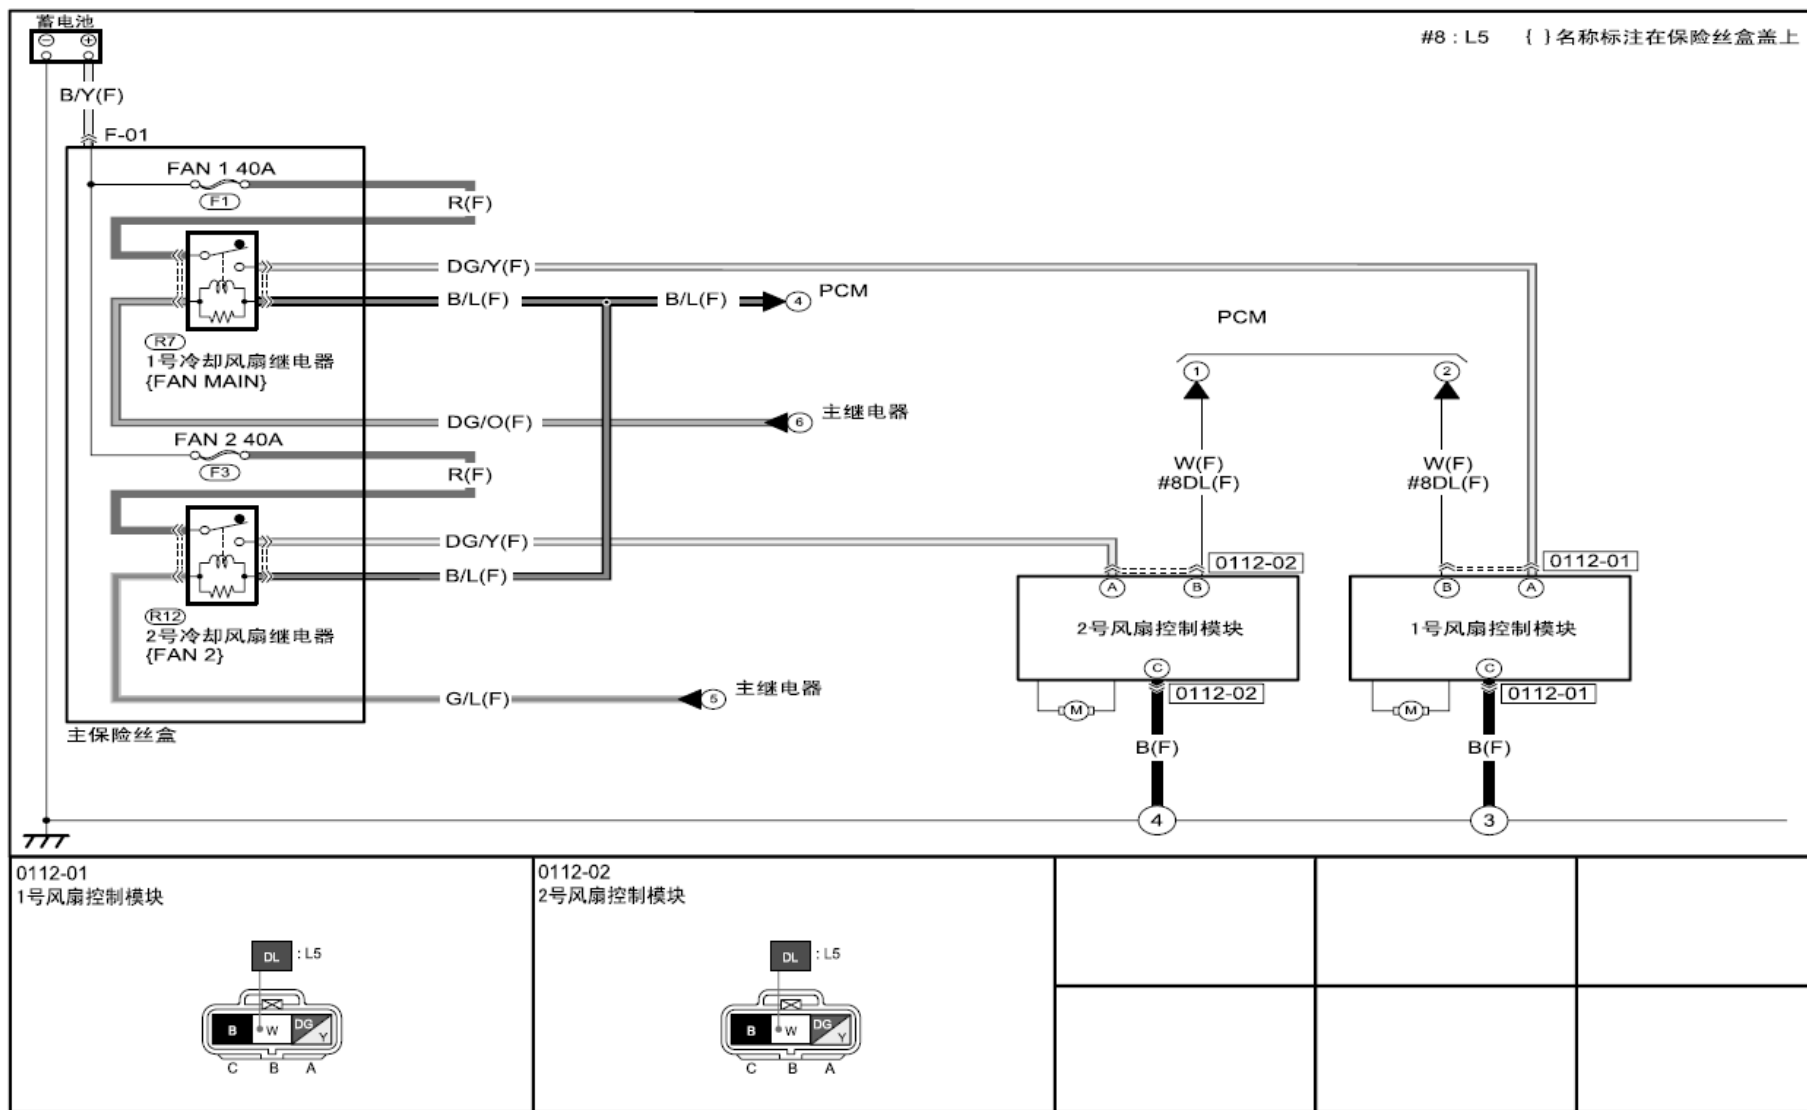 蓄电池
#8 : L5 { }名称标注在保险丝盒盖上
B/Y(F)
F-01
FAN 1 40A
F1
R(F)
DG/Y(F)
B/L(F)
B/L(F)
4
PCM
R7
1号冷却风扇继电器
{FAN MAIN}
DG/O(F)
6
主继电器
FAN 2 40A
F3
R(F)
DG/Y(F)
B/L(F)
R12
2号冷却风扇继电器
{FAN 2}
G/L(F)
5
主继电器
主保险丝盒
PCM
1
2
W(F)
#8DL(F)
W(F)
#8DL(F)
0112-02
0112-01
A
B
B
A
2号风扇控制模块
1号风扇控制模块
C
C
0112-02
0112-01
M
M
B(F)
B(F)
4
3
0112-01
1号风扇控制模块
DL : L5
B W DG Y
C B A
0112-02
2号风扇控制模块
DL : L5
B W DG Y
C B A